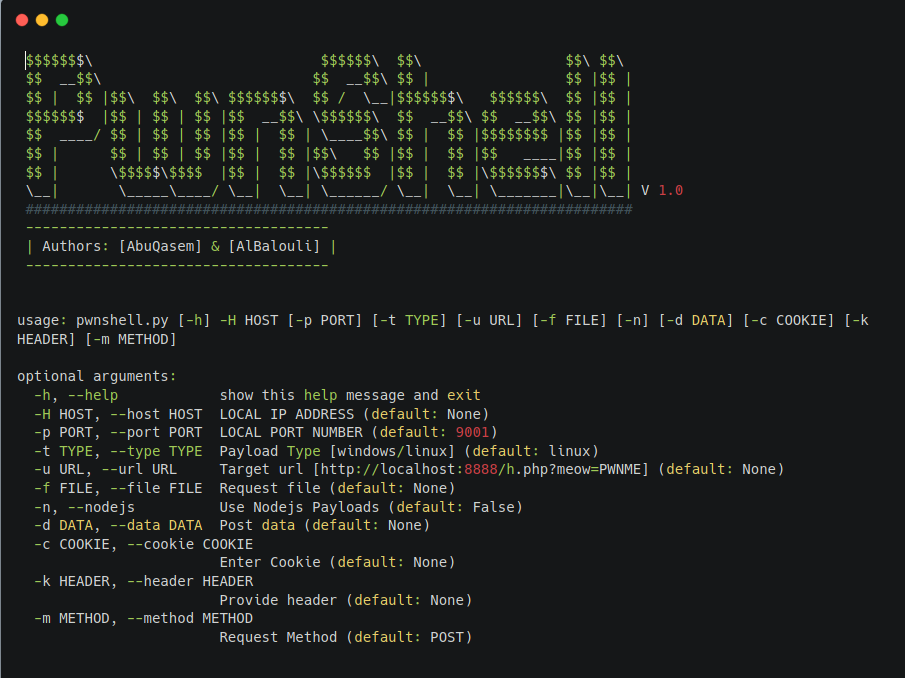 $$$$$$$\                            $$$$$$\  $$\                 $$\ $$\
$$  __$$\                          $$  __$$\ $$ |                $$ |$$ |
$$ |  $$ |$$\  $$\  $$\ $$$$$$$\  $$ /  \__|$$$$$$$\   $$$$$$\  $$ |$$ |
$$$$$$$  |$$ | $$ | $$ |$$  __$$\ \$$$$$$\  $$  __$$\ $$  __$$\ $$ |$$ |
$$  ____/ $$ | $$ | $$ |$$ |  $$ | \____$$\ $$ |  $$ |$$$$$$$$ |$$ |$$ |
$$ |      $$ | $$ | $$ |$$ |  $$ |$$\   $$ |$$ |  $$ |$$   ____|$$ |$$ |
$$ |      \$$$$$\$$$$  |$$ |  $$ |\$$$$$$  |$$ |  $$ |\$$$$$$$\ $$ |$$ |
\__|       \_____\____/ \__|  \__| \______/ \__|  \__| \_______|\__|\__| V 1.0
########################################################################
------------------------------------
| Authors: [AbuQasem] & [AlBalouli] |
------------------------------------
usage: pwnshell.py [-h] -H HOST [-p PORT] [-t TYPE] [-u URL] [-f FILE] [-n] [-d DATA] [-c COOKIE] [-k
HEADER] [-m METHOD]
optional arguments:
-h, --help            show this help message and exit
-H HOST, --host HOST  LOCAL IP ADDRESS (default: None)
-p PORT, --port PORT  LOCAL PORT NUMBER (default: 9001)
-t TYPE, --type TYPE  Payload Type [windows/linux] (default: linux)
-u URL, --url URL     Target url [http://localhost:8888/h.php?meow=PWNME] (default: None)
-f FILE, --file FILE  Request file (default: None)
-n, --nodejs          Use Nodejs Payloads (default: False)
-d DATA, --data DATA  Post data (default: None)
-c COOKIE, --cookie COOKIE
Enter Cookie (default: None)
-k HEADER, --header HEADER
Provide header (default: None)
-m METHOD, --method METHOD
Request Method (default: POST)